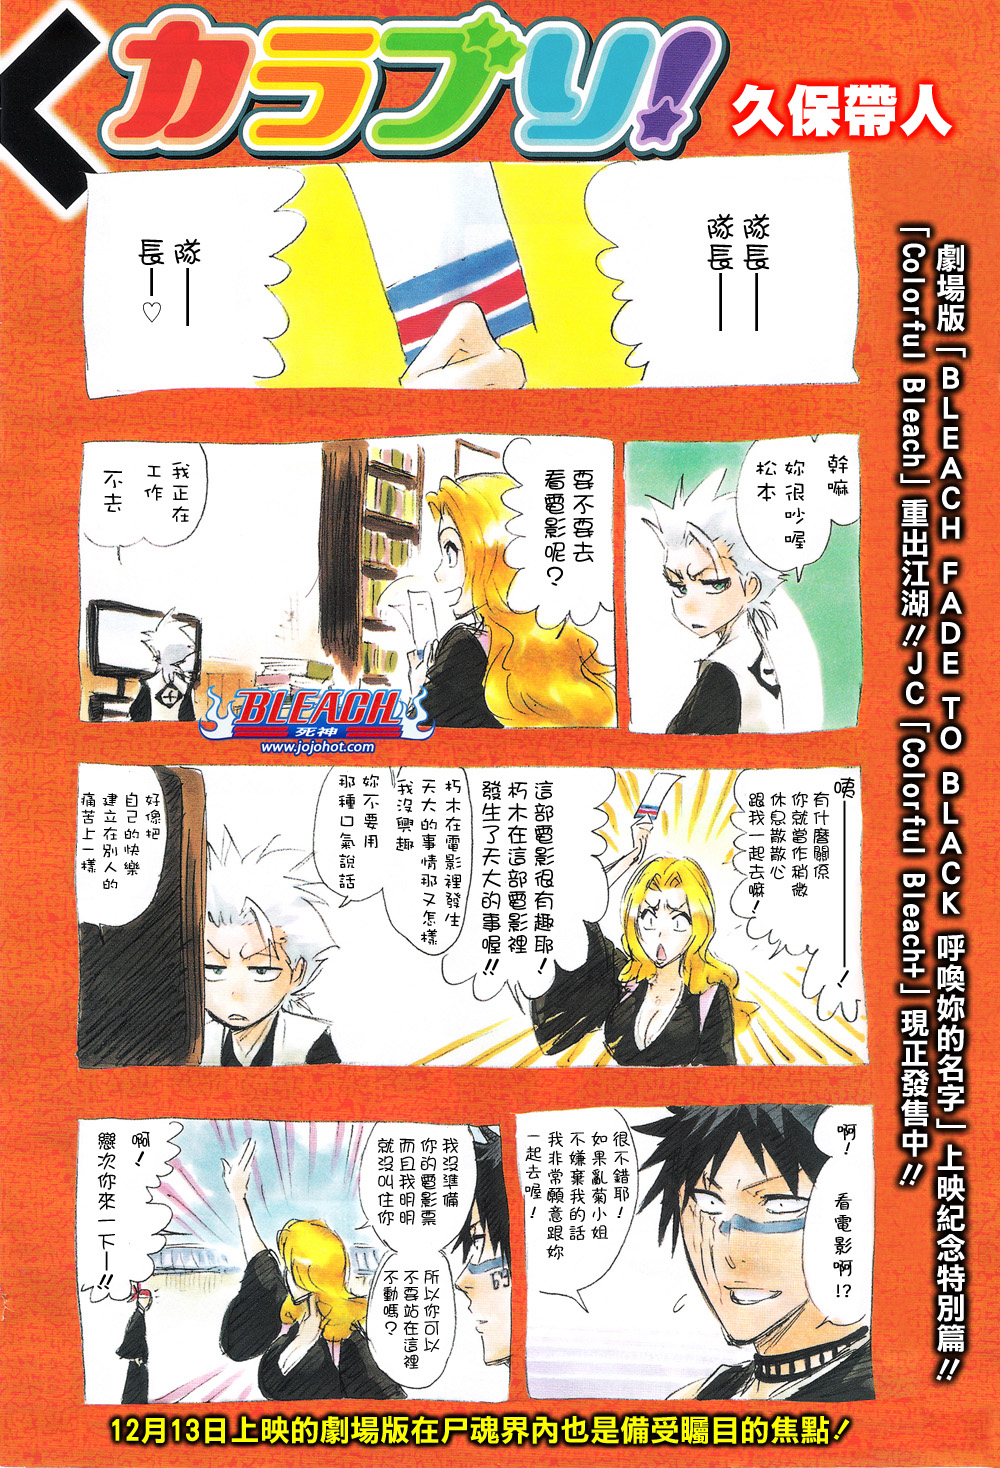 カラブリ！
久保帶人
劇場版「BLEACH FADE TO BLACK 呼喚妳的名字」上映紀念特別篇!!
「Colorful Bleach」重出江湖!!JC「Colorful Bleach+」現正發售中!!
隊長——
隊長——
隊——
長—♡
幹嘛
妳很吵喔
松本
要不要去
看電影呢？
我正在
工作
不去
咦——！
有什麼關係
你就當作稍微
休息散散心
跟我一起去嘛！
這部電影很有趣耶！
朽木在這部電影裡
發生了天大的事喔!!
朽木在電影裡發生
天大的事情那又怎樣
我沒興趣
妳不要用
那種口氣說話
好像把
自己的快樂
建立在別人的
痛苦上一樣
BLEACH
死神
www.jojohot.com
啊！
看電影啊!?
很不錯耶！
如果亂菊小姐
不嫌棄我的話
我非常願意跟妳
一起去喔！
我沒準備
你的電影票
而且我明明
就沒叫住你
所以你可以
不要站在這裡
不動嗎？
69
啊！
戀次你來一下—!!
12月13日上映的劇場版在尸魂界內也是備受矚目的焦點！